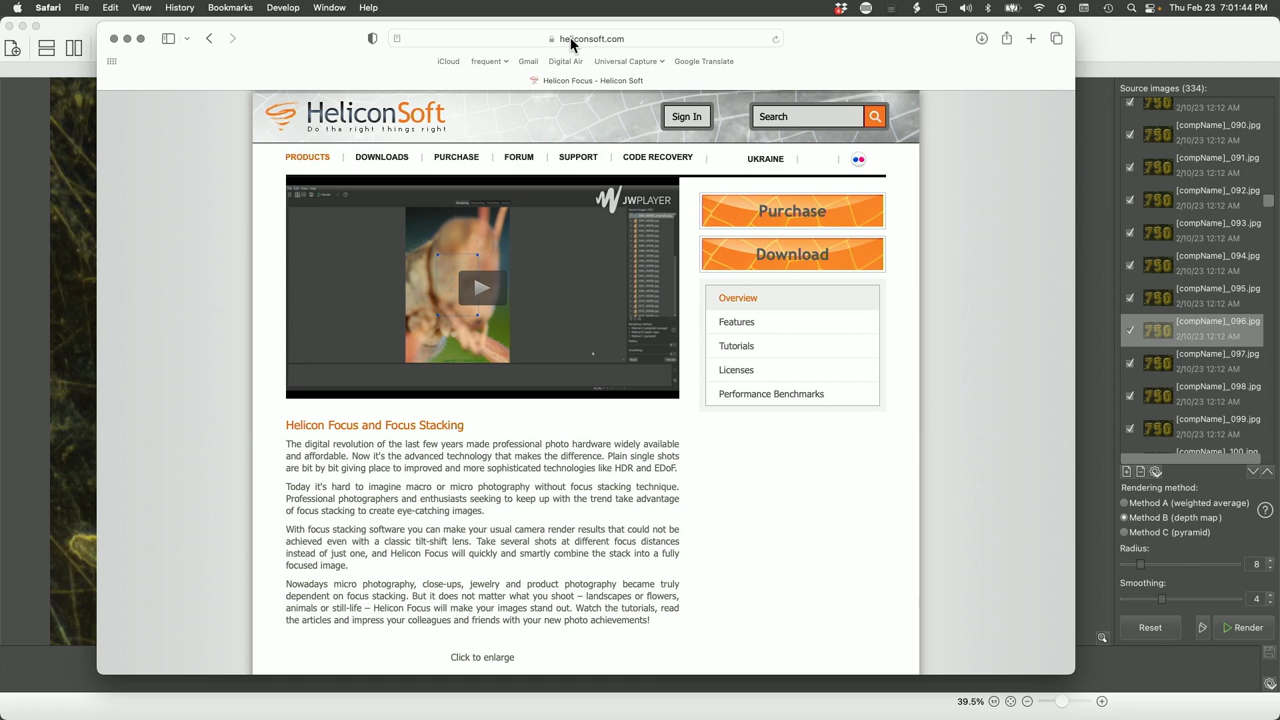 Safari File Edit View History Bookmarks Develop Window Help
Thu Feb 23 7:01:44 PM
heliconsoft.com
iCloud frequent Gmail Digital Air Universal Capture Google Translate
Helicon Focus - Helicon Soft
HeliconSoft
Do the right things right
Sign In
Search
PRODUCTS DOWNLOADS PURCHASE FORUM SUPPORT CODE RECOVERY UKRAINE
JWPLAYER
Purchase
Download
Overview
Features
Tutorials
Licenses
Performance Benchmarks
Helicon Focus and Focus Stacking
The digital revolution of the last few years made professional photo hardware widely available
and affordable. Now it's the advanced technology that makes the difference. Plain single shots
are bit by bit giving place to improved and more sophisticated technologies like HDR and EDoF.
Today it's hard to imagine macro or micro photography without focus stacking technique.
Professional photographers and enthusiasts seeking to keep up with the trend take advantage
of focus stacking to create eye-catching images.
With focus stacking software you can make your usual camera render results that could not be
achieved even with a classic tilt-shift lens. Take several shots at different focus distances
instead of just one, and Helicon Focus will quickly and smartly combine the stack into a fully
focused image.
Nowadays micro photography, close-ups, jewelry and product photography became truly
dependent on focus stacking. But it does not matter what you shoot – landscapes or flowers,
animals or still-life – Helicon Focus will make your images stand out. Watch the tutorials, read
the articles and impress your colleagues and friends with your new photo achievements!
Click to enlarge
Source images (334):
750 2/10/23 12:12 AM
[compName]_090.jpg
750 2/10/23 12:12 AM
[compName]_091.jpg
750 2/10/23 12:12 AM
[compName]_092.jpg
750 2/10/23 12:12 AM
[compName]_093.jpg
750 2/10/23 12:12 AM
[compName]_094.jpg
750 2/10/23 12:12 AM
[compName]_095.jpg
750 2/10/23 12:12 AM
[compName]_096.jpg
750 2/10/23 12:12 AM
[compName]_097.jpg
750 2/10/23 12:12 AM
[compName]_098.jpg
750 2/10/23 12:12 AM
[compName]_099.jpg
750 2/10/23 12:12 AM
[compName]_100.jpg
Rendering method:
Method A (weighted average)
Method B (depth map)
Method C (pyramid)
?
Radius:
8
Smoothing:
4
Reset
Render
39.5%